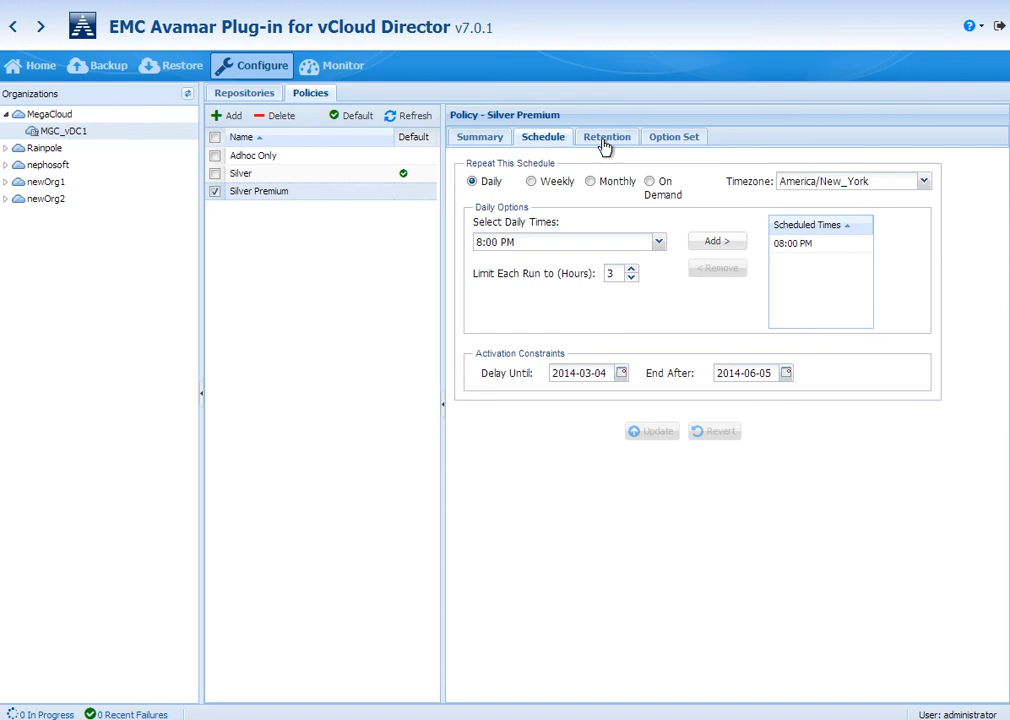 EMC Avamar Plug-in for vCloud Director v7.0.1
Home Backup Restore Configure Monitor
Organizations
MegaCloud
MGC_vDC1
Rainpole
nephosoft
newOrg1
newOrg2
Repositories Policies
Add Delete Default Refresh
Name Default
Adhoc Only
Silver
Silver Premium
Policy - Silver Premium
Summary Schedule Retention Option Set
Repeat This Schedule
Daily Weekly Monthly On Demand Timezone: America/New_York
Daily Options
Select Daily Times:
8:00 PM
Add >
< Remove
Limit Each Run to (Hours): 3
Scheduled Times
08:00 PM
Activation Constraints
Delay Until: 2014-03-04 End After: 2014-06-05
Update Revert
0 In Progress 0 Recent Failures User: administrator